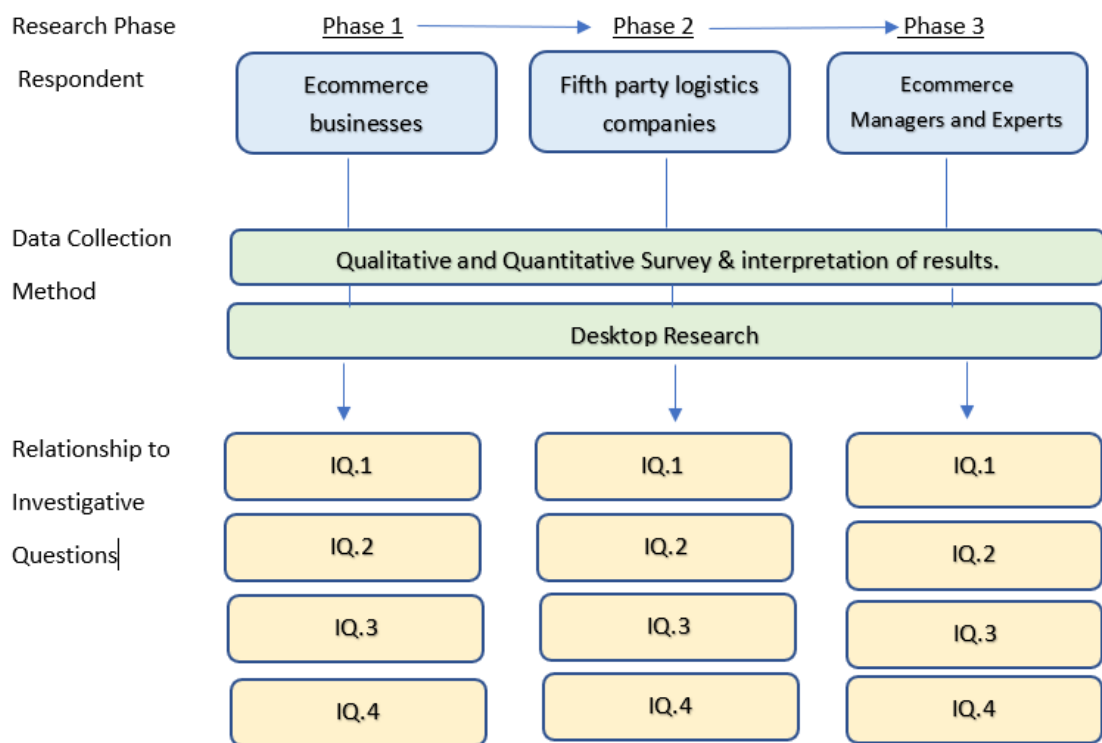 Research Phase
Phase 1
Phase 2
Phase 3
Respondent
Ecommerce
businesses
Fifth party logistics
companies
Ecommerce
Managers and Experts
Data Collection
Method
Qualitative and Quantitative Survey & interpretation of results.
Desktop Research
Relationship to
Investigative
Questions
IQ.1
IQ.1
IQ.1
IQ.2
IQ.2
IQ.2
IQ.3
IQ.3
IQ.3
IQ.4
IQ.4
IQ.4